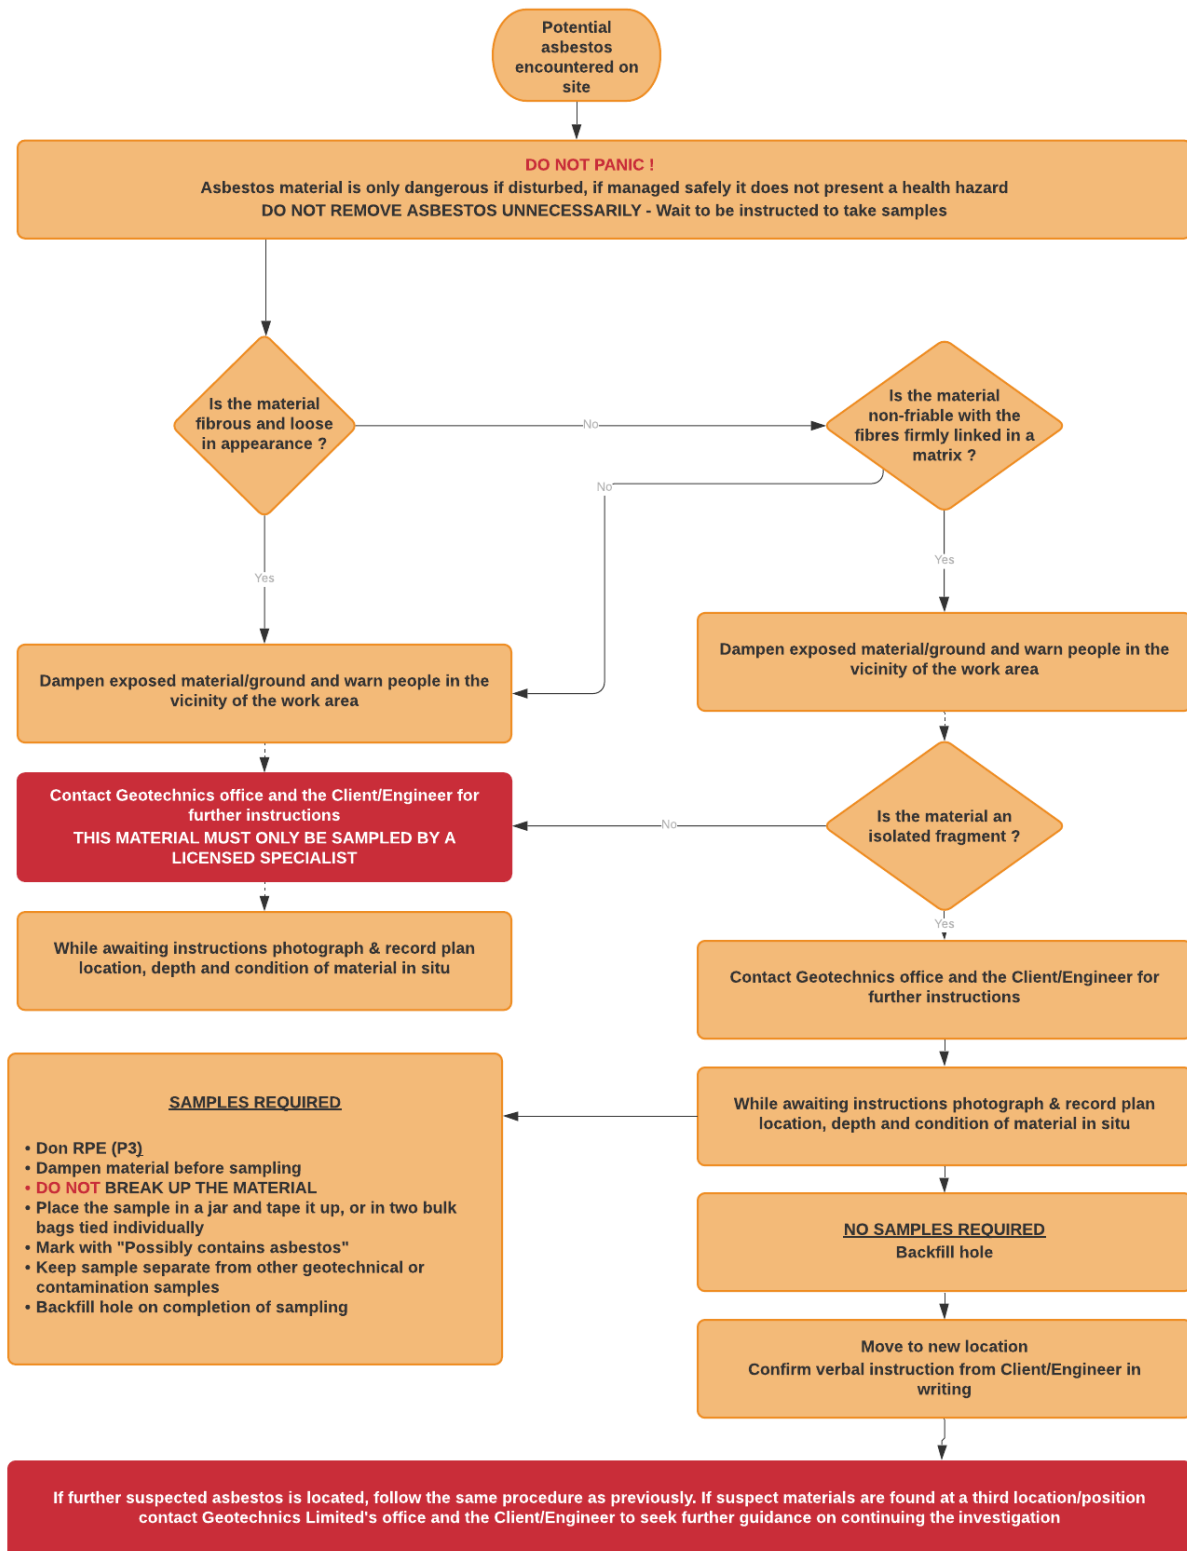 Potential
asbestos
encountered on
site
DO NOT PANIC !
Asbestos material is only dangerous if disturbed, if managed safely it does not present a health hazard
DO NOT REMOVE ASBESTOS UNNECESSARILY - Wait to be instructed to take samples
Is the material
fibrous and loose
in appearance ?
No
Is the material
non-friable with the
fibres firmly linked in a
matrix ?
No
Yes
Yes
Dampen exposed material/ground and warn people in the
vicinity of the work area
Dampen exposed material/ground and warn people in the
vicinity of the work area
Contact Geotechnics office and the Client/Engineer for
further instructions
THIS MATERIAL MUST ONLY BE SAMPLED BY A
LICENSED SPECIALIST
No
Is the material an
isolated fragment ?
Yes
While awaiting instructions photograph & record plan
location, depth and condition of material in situ
Contact Geotechnics office and the Client/Engineer for
further instructions
While awaiting instructions photograph & record plan
location, depth and condition of material in situ
SAMPLES REQUIRED
• Don RPE (P3)
• Dampen material before sampling
• DO NOT BREAK UP THE MATERIAL
• Place the sample in a jar and tape it up, or in two bulk
bags tied individually
• Mark with "Possibly contains asbestos"
• Keep sample separate from other geotechnical or
contamination samples
• Backfill hole on completion of sampling
NO SAMPLES REQUIRED
Backfill hole
Move to new location
Confirm verbal instruction from Client/Engineer in
writing
If further suspected asbestos is located, follow the same procedure as previously. If suspect materials are found at a third location/position
contact Geotechnics Limited's office and the Client/Engineer to seek further guidance on continuing the investigation